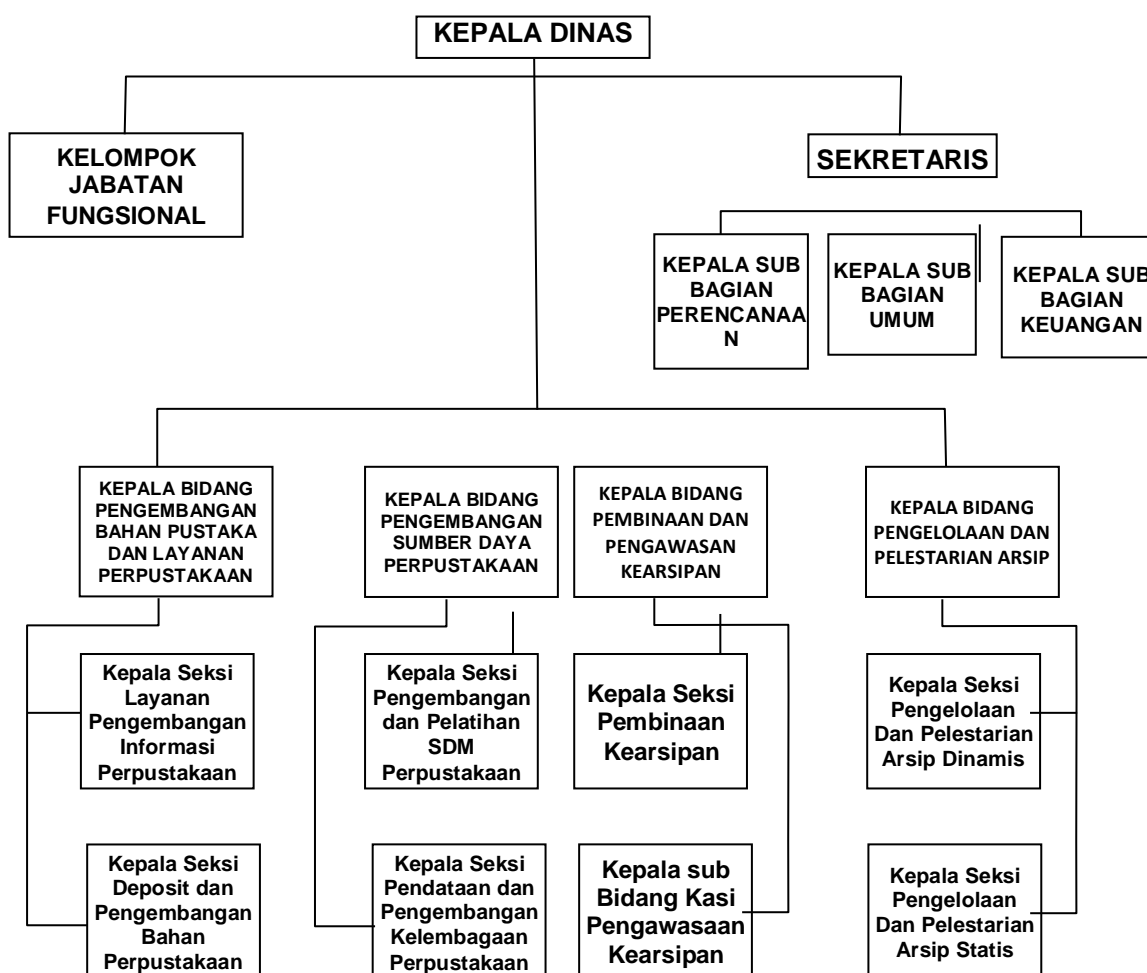 KEPALA DINAS
KELOMPOK
JABATAN
FUNGSIONAL
SEKRETARIS
KEPALA SUB
BAGIAN
PERENCANAA
N
KEPALA SUB
BAGIAN
UMUM
KEPALA SUB
BAGIAN
KEUANGAN
KEPALA BIDANG
PENGEMBANGAN
BAHAN PUSTAKA
DAN LAYANAN
PERPUSTAKAAN
KEPALA BIDANG
PENGEMBANGAN
SUMBER DAYA
PERPUSTAKAAN
KEPALA BIDANG
PEMBINAAN DAN
PENGAWASAN
KEARSIPAN
KEPALA BIDANG
PENGELOLAAN DAN
PELESTARIAN ARSIP
Kepala Seksi
Layanan
Pengembangan
Informasi
Perpustakaan
Kepala Seksi
Pengembangan
dan Pelatihan
SDM
Perpustakaan
Kepala Seksi
Pembinaan
Kearsipan
Kepala Seksi
Pengelolaan
Dan Pelestarian
Arsip Dinamis
Kepala Seksi
Deposit dan
Pengembangan
Bahan
Perpustakaan
Kepala Seksi
Pendataan dan
Pengembangan
Kelembagaan
Perpustakaan
Kepala sub
Bidang Kasi
Pengawasaan
Kearsipan
Kepala Seksi
Pengelolaan
Dan Pelestarian
Arsip Statis